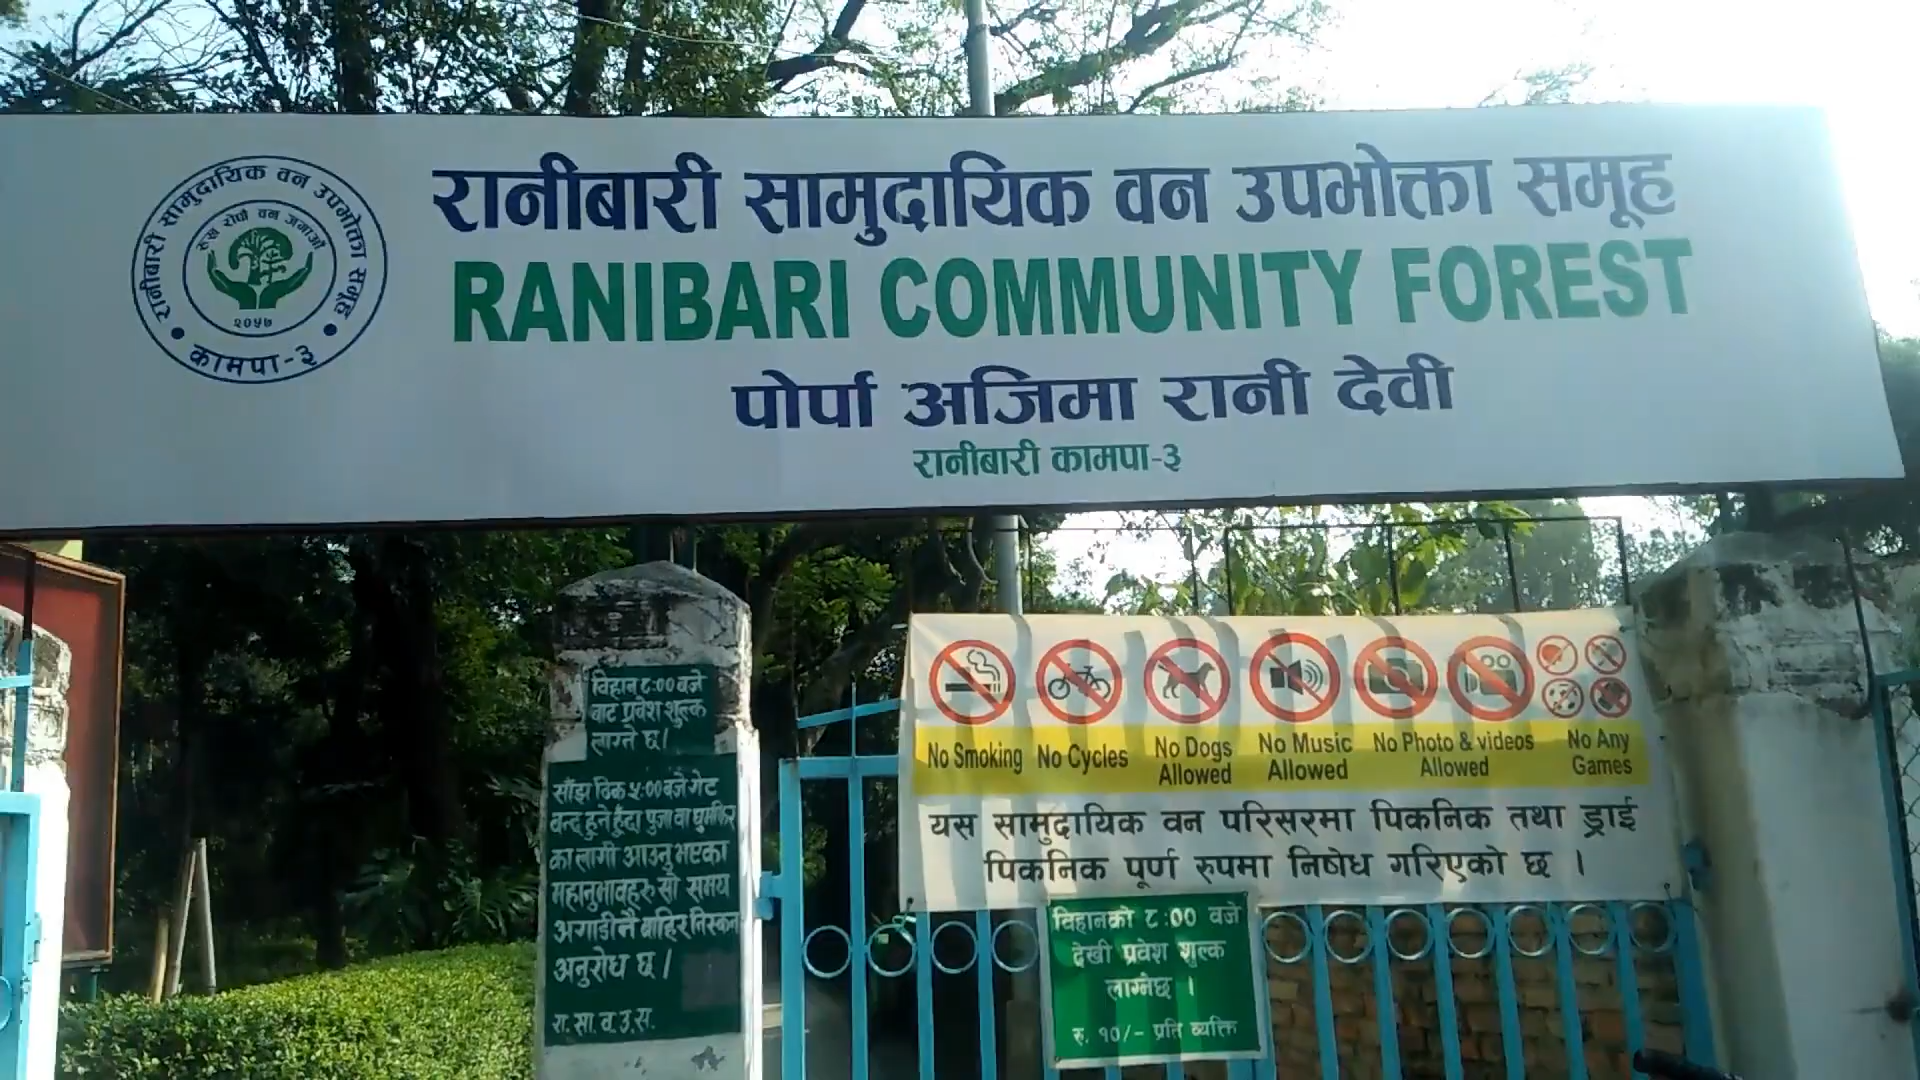 रानीबारी सामुदायिक वन उपभोक्ता समूह
रुख रोपौं वन जगाऔं
२०५७
कामपा-३
रानीबारी सामुदायिक वन उपभोक्ता समूह
RANIBARI COMMUNITY FOREST
पोर्पा अजिमा रानी देवी
रानीबारी कामपा-३
विहान ८:०० बजे
बाट प्रवेश शुल्क
लाग्ने छ।
साँझ ठिक ५:०० बजे गेट
बन्द हुने हुँदा पुजा वा घुमफिर
का लागी आउनु भएका
महानुभावहरु सो समय
अगाडीनै बाहिर निस्कन
अनुरोध छ।
रा. सा. व. उ. स.
No Smoking
No Cycles
No Dogs Allowed
No Music Allowed
No Photo & videos Allowed
No Any Games
यस सामुदायिक वन परिसरमा पिकनिक तथा ड्राई
पिकनिक पूर्ण रुपमा निषेध गरिएको छ ।
विहानको ८:०० बजे
देखी प्रवेश शुल्क
लाग्नेछ ।
रु. १०/- प्रति व्यक्ति